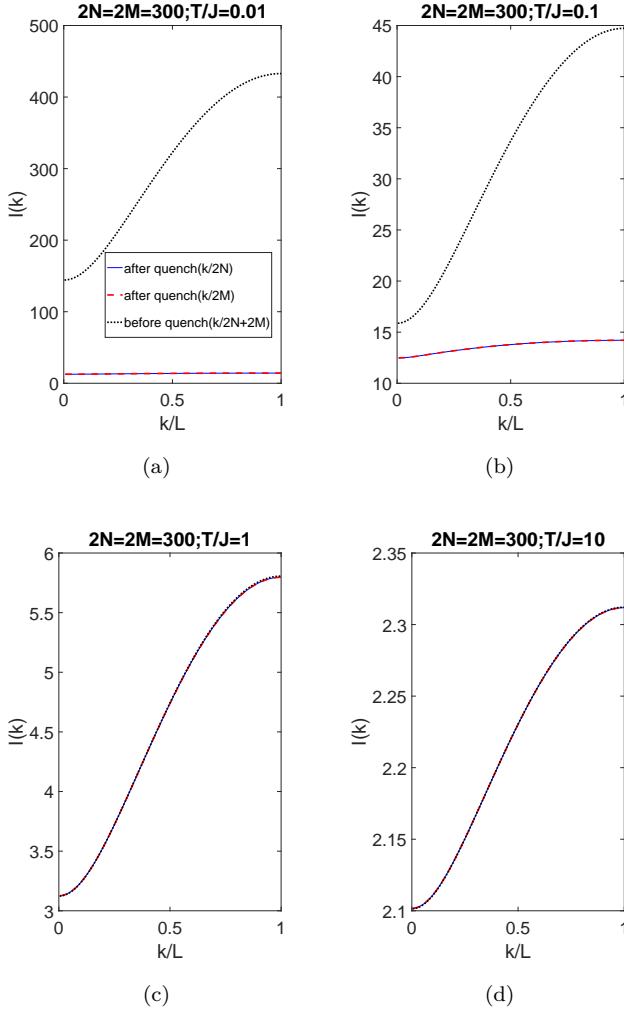 2N=2M=300;T/J=0.01
500
400
300
200
100
0
I(k)
after quench(k/2N)
after quench(k/2M)
before quench(k/2N+2M)
0
0.5
1
k/L
(a)
2N=2M=300;T/J=0.1
45
40
35
30
25
20
15
10
I(k)
0
0.5
1
k/L
(b)
2N=2M=300;T/J=1
6
5.5
5
4.5
4
3.5
3
I(k)
0
0.5
1
k/L
(c)
2N=2M=300;T/J=10
2.35
2.3
2.25
2.2
2.15
2.1
I(k)
0
0.5
1
k/L
(d)